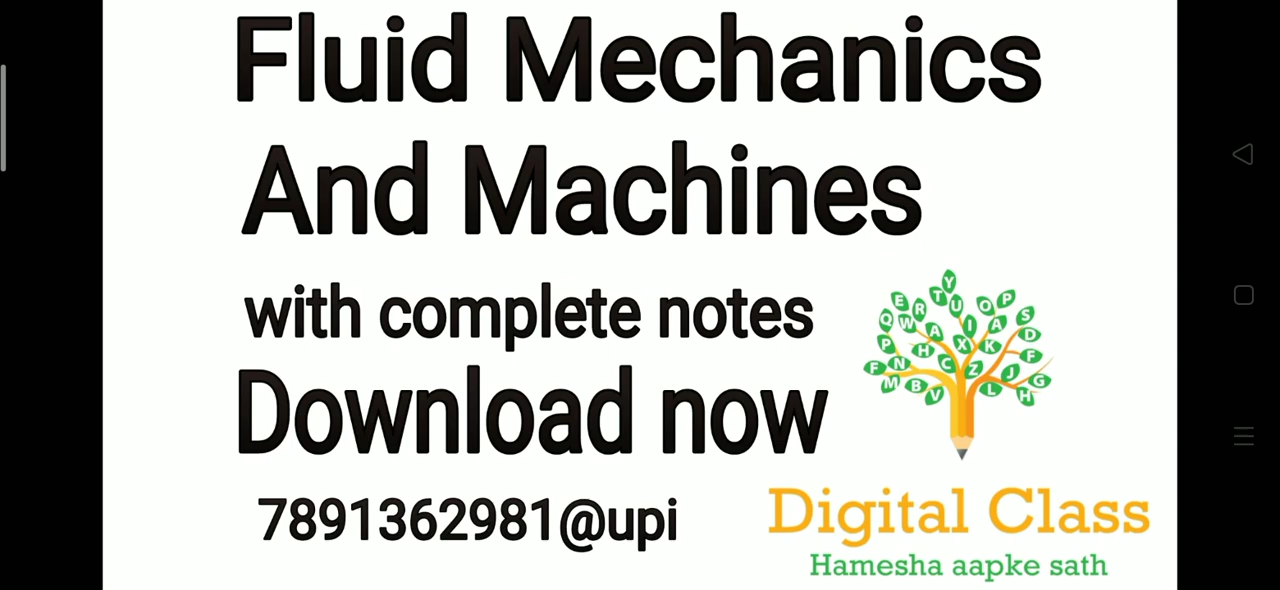 Fluid Mechanics
And Machines
with complete notes
Download now
7891362981@upi
Y
E R T U O P
Q W A I A S
P H X K D
F N C Z J F
M B V L H G
Digital Class
Hamesha aapke sath